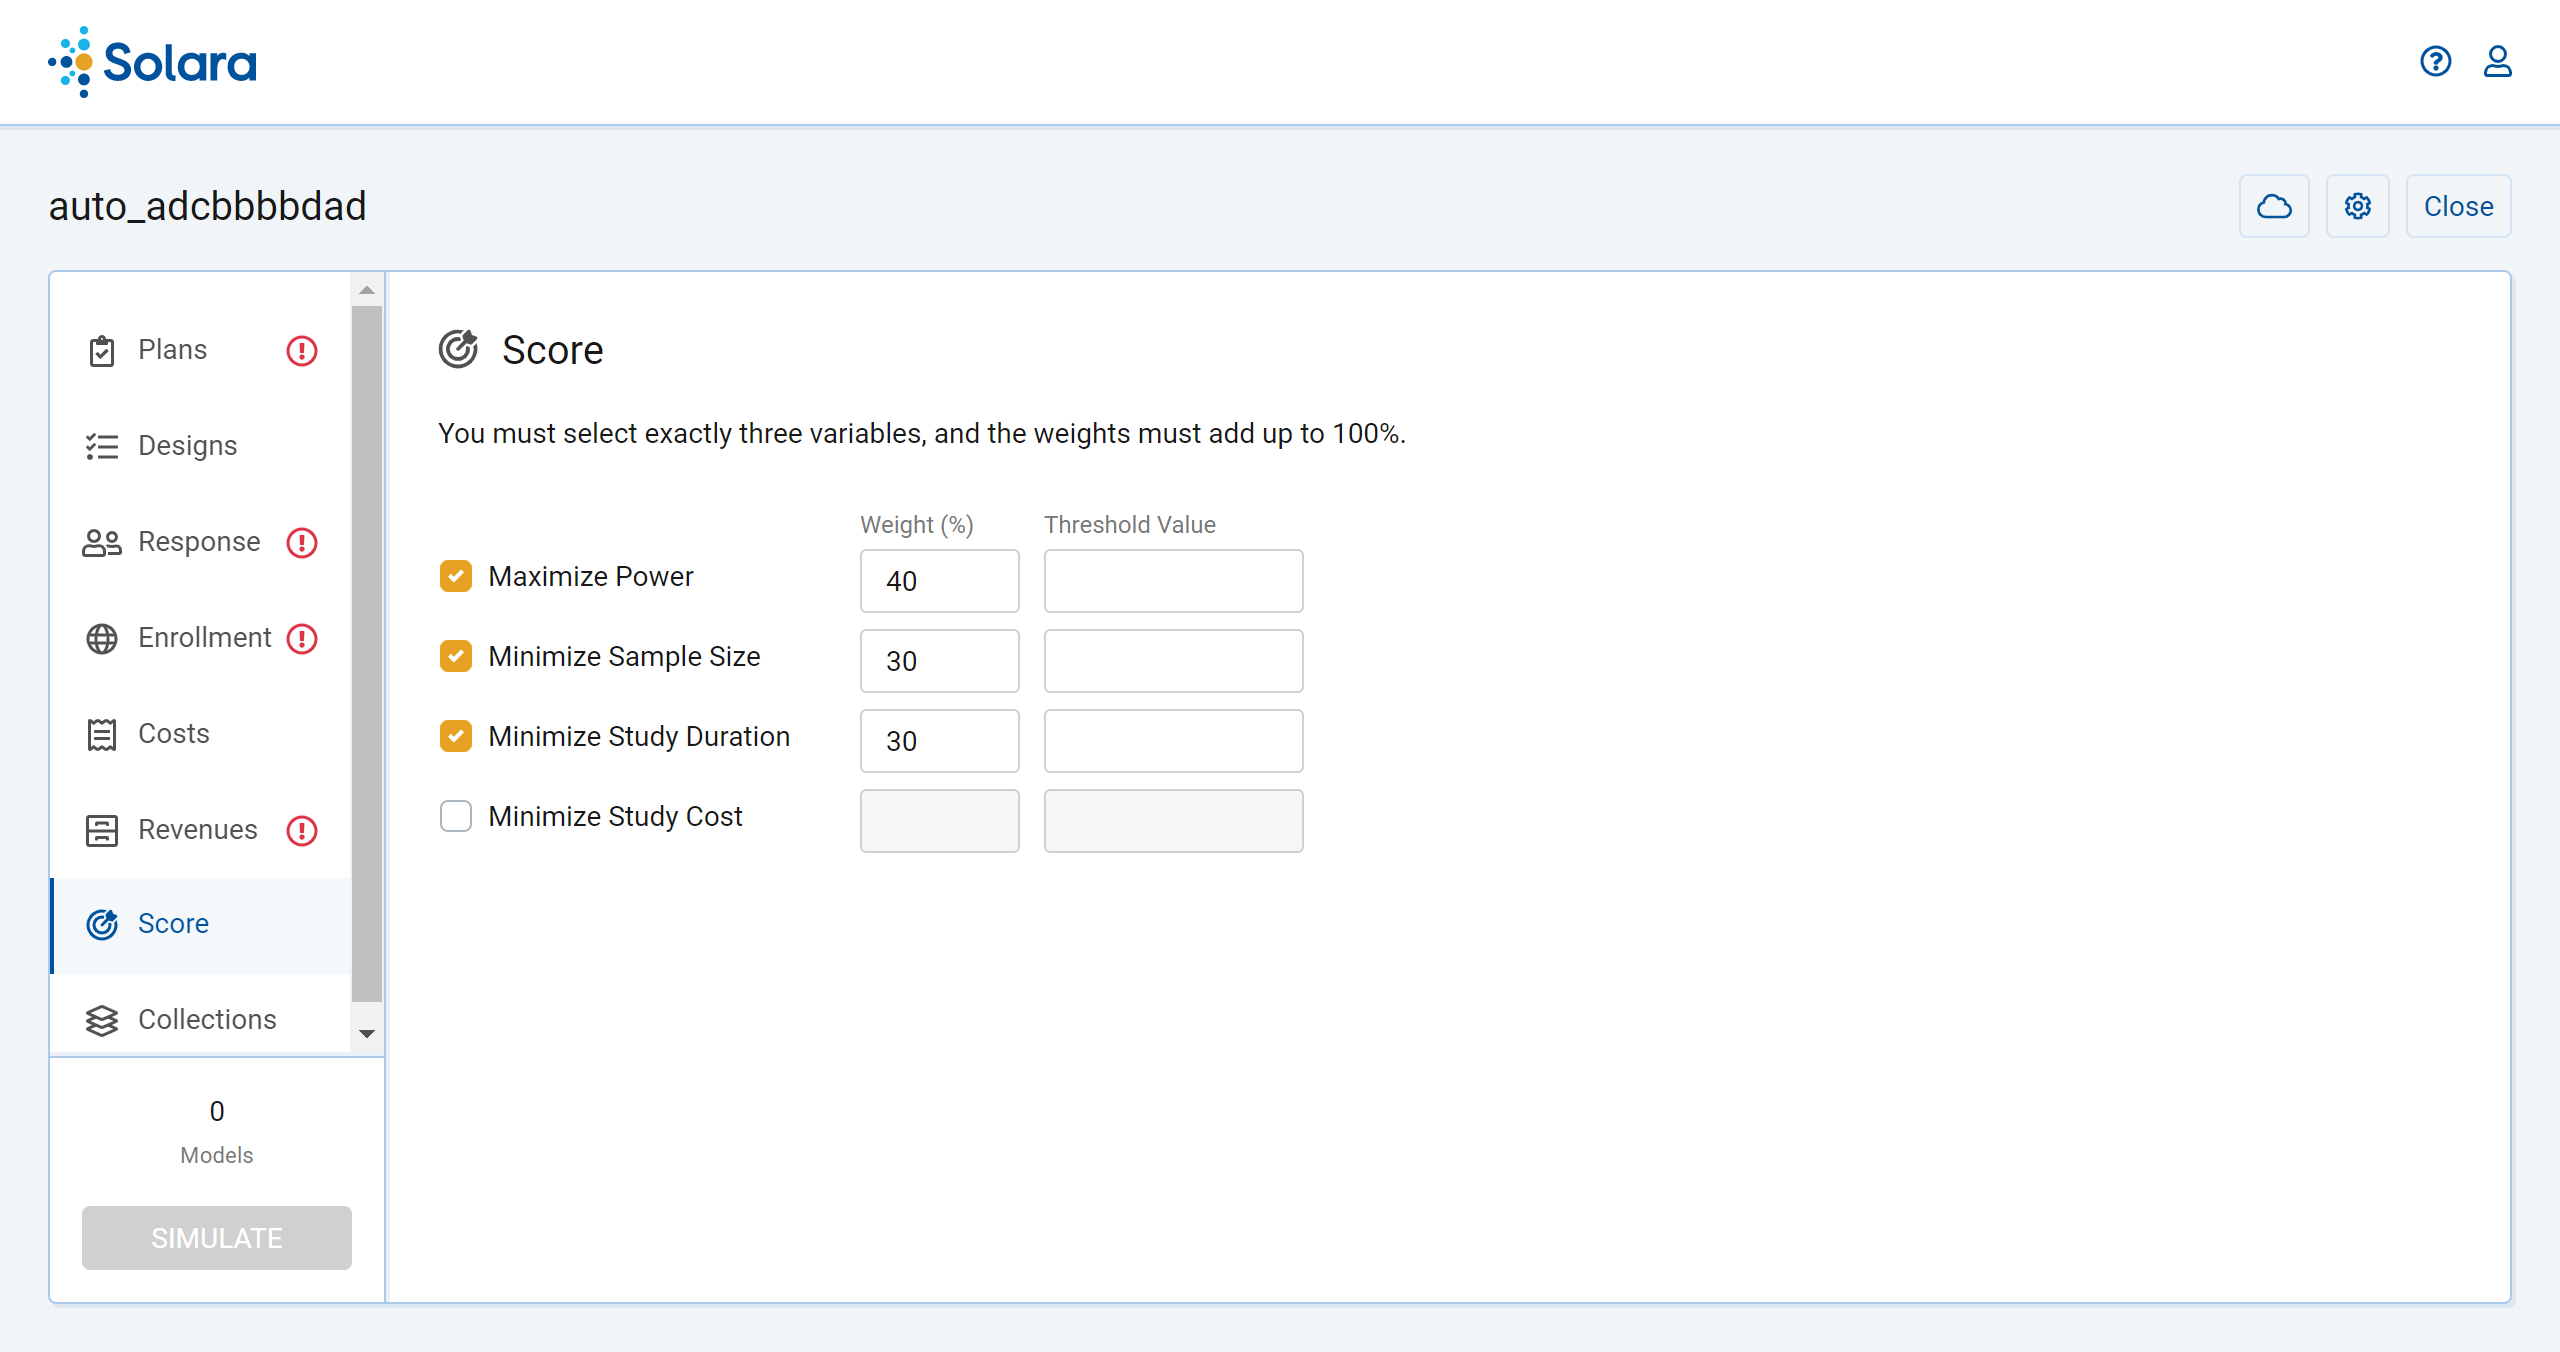 Solara
auto_adcbbbbdad
Close
Plans
Designs
Response
Enrollment
Costs
Revenues
Score
Collections
0
Models
SIMULATE
Score
You must select exactly three variables, and the weights must add up to 100%.
Weight (%) Threshold Value
Maximize Power 40
Minimize Sample Size 30
Minimize Study Duration 30
Minimize Study Cost